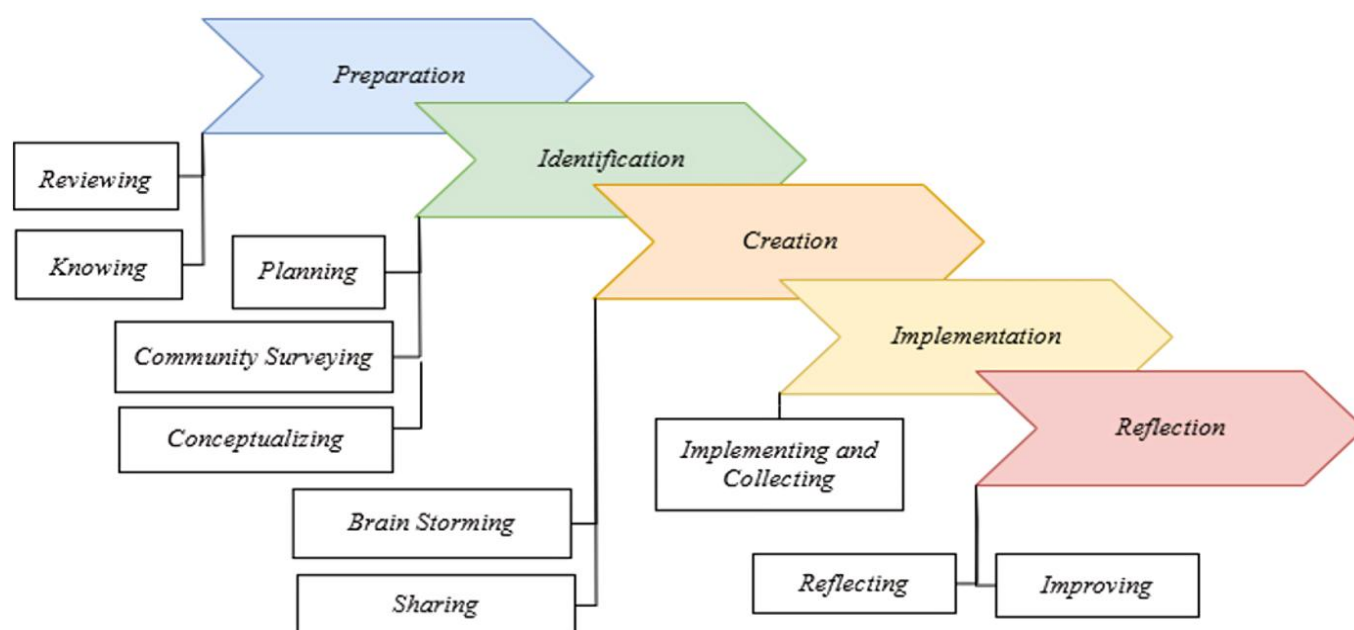 Preparation
Reviewing
Knowing
Identification
Planning
Community Surveying
Conceptualizing
Creation
Brain Storming
Sharing
Implementation
Implementing and
Collecting
Reflection
Reflecting
Improving